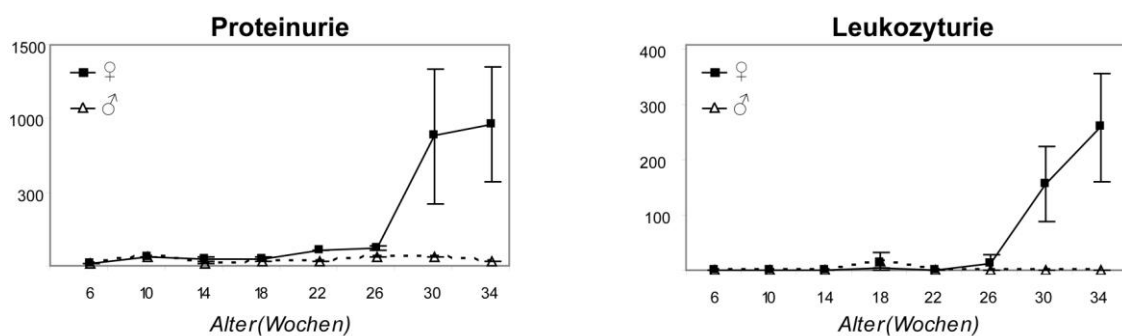 Proteinurie
1500
♀
♂
1000
300
6 10 14 18 22 26 30 34
Alter(Wochen)
Leukozyturie
400
♀
♂
300
200
100
6 10 14 18 22 26 30 34
Alter(Wochen)